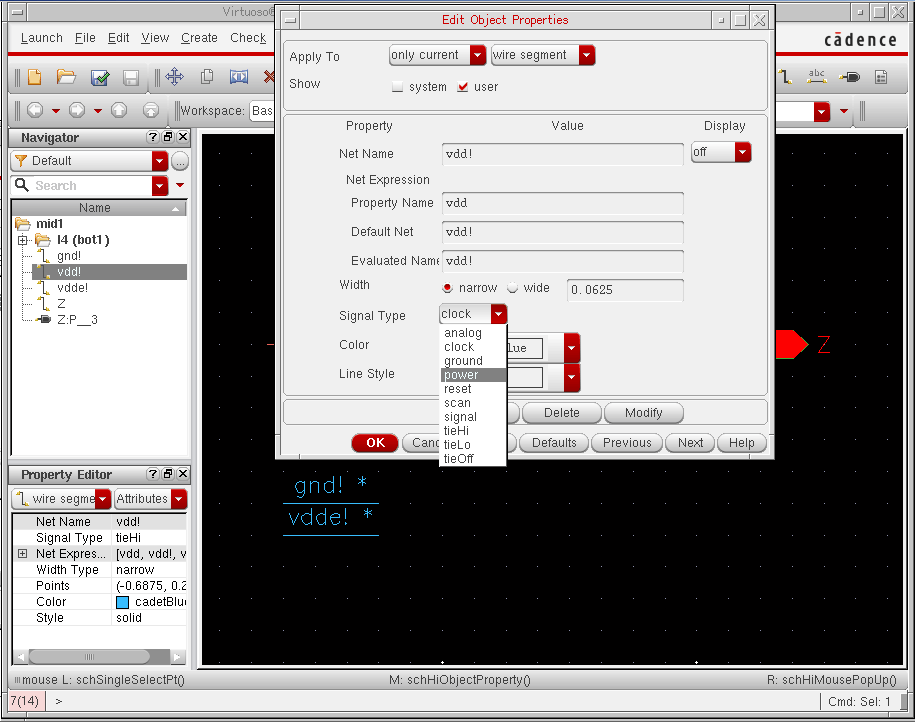 Virtuoso®
Edit Object Properties
Launch File Edit View Create Check
cādence
Apply To only current wire segment
Show system user
abc
Workspace: Bas
Property Value Display
Net Name vdd! off
Net Expression
Property Name vdd
Default Net vdd!
Evaluated Name vdd!
Width narrow wide 0.0625
Signal Type clock
analog
clock
ground
power
reset
scan
signal
tieHi
tieLo
tieOff
Color lue
Line Style
Delete Modify
OK Canc Defaults Previous Next Help
Navigator
Default
Search
Name
mid1
I4 (bot1)
gnd!
vdd!
vdde!
Z
Z:P__3
Z
gnd! *
vdde! *
Property Editor
wire segme Attributes
Net Name vdd!
Signal Type tieHi
Net Expres... [vdd, vdd!, v
Width Type narrow
Points (-0.6875, 0.2
Color cadetBlu
Style solid
mouse L: schSingleSelectPt() M: schHiObjectProperty() R: schHiMousePopUp()
7(14) > Cmd: Sel: 1